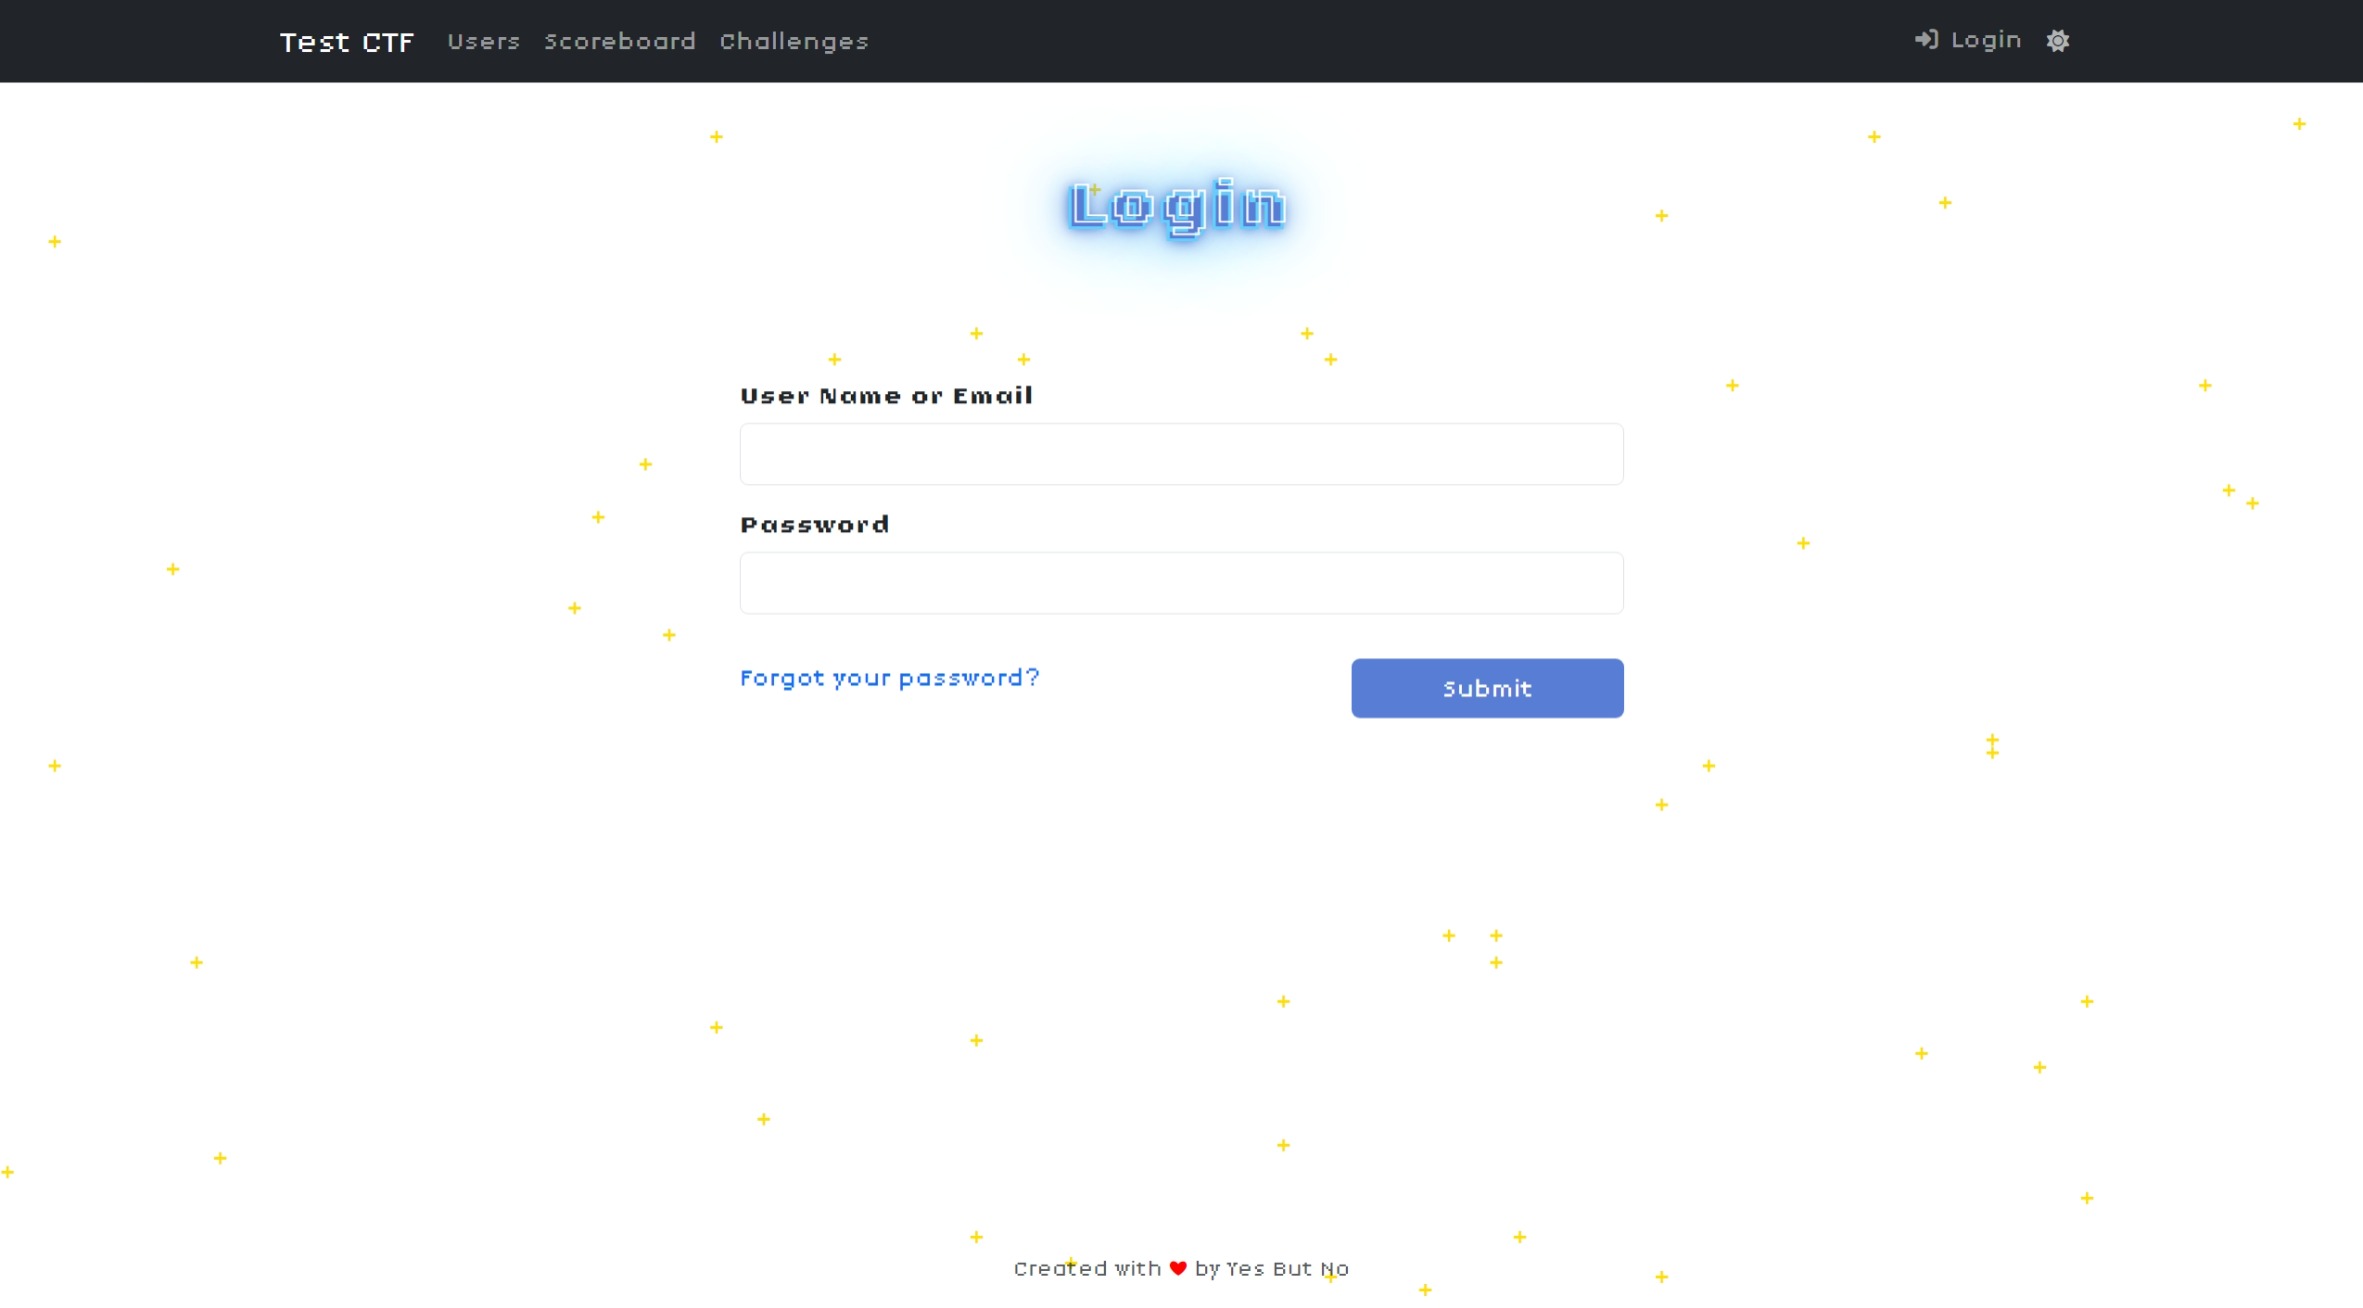 Test CTF Users Scoreboard Challenges Login
Login
User Name or Email
Password
Forgot your password? Submit
Created with ❤ by Yes But No